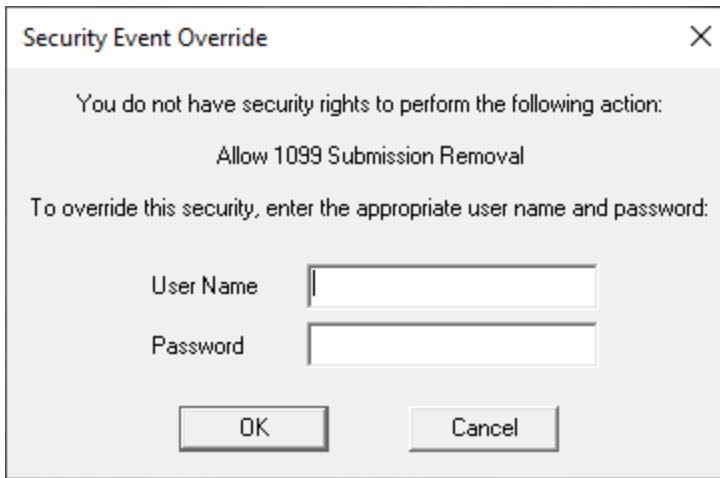 Security Event Override
You do not have security rights to perform the following action:
Allow 1099 Submission Removal
To override this security, enter the appropriate user name and password:
User Name
Password
OK Cancel